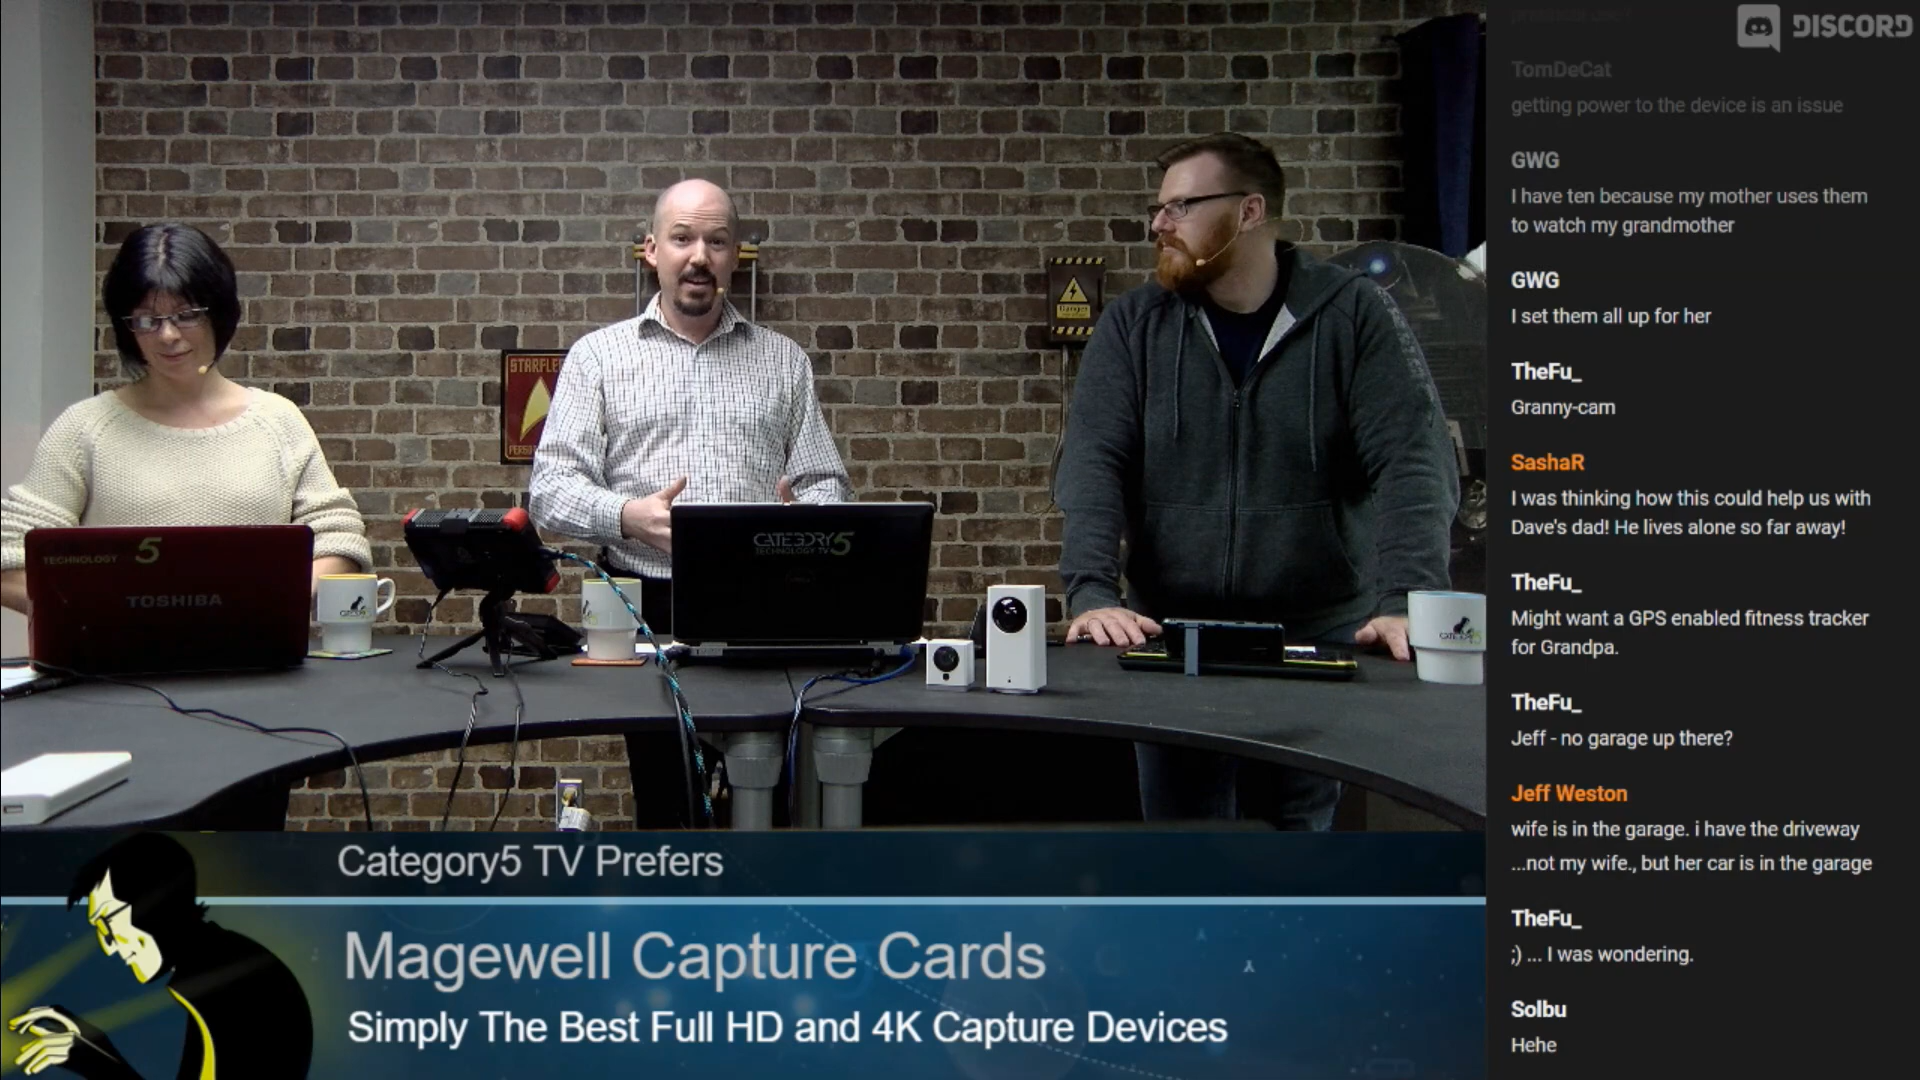 STARFLE
PERSO
Danger
TECHNOLOGY 5
TOSHIBA
CATEGORY 5
TECHNOLOGY TV
Category5 TV Prefers
Magewell Capture Cards
Simply The Best Full HD and 4K Capture Devices
DISCORD
TomDeCat
getting power to the device is an issue
GWG
I have ten because my mother uses them
to watch my grandmother
GWG
I set them all up for her
TheFu_
Granny-cam
SashaR
I was thinking how this could help us with
Dave's dad! He lives alone so far away!
TheFu_
Might want a GPS enabled fitness tracker
for Grandpa.
TheFu_
Jeff - no garage up there?
Jeff Weston
wife is in the garage. i have the driveway
...not my wife., but her car is in the garage
TheFu_
;) ... I was wondering.
Solbu
Hehe